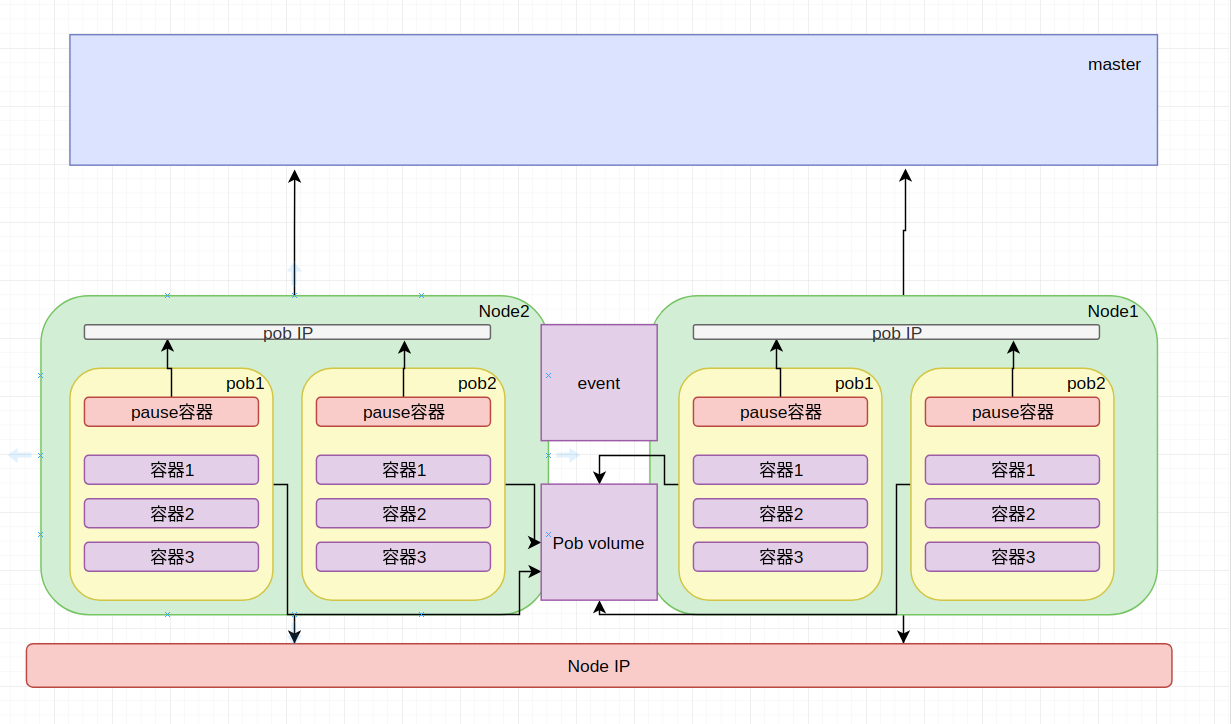 master
Node2
pob IP
pob1
pause容器
容器1
容器2
容器3
pob2
pause容器
容器1
容器2
容器3
event
Pob volume
Node1
pob IP
pob1
pause容器
容器1
容器2
容器3
pob2
pause容器
容器1
容器2
容器3
Node IP